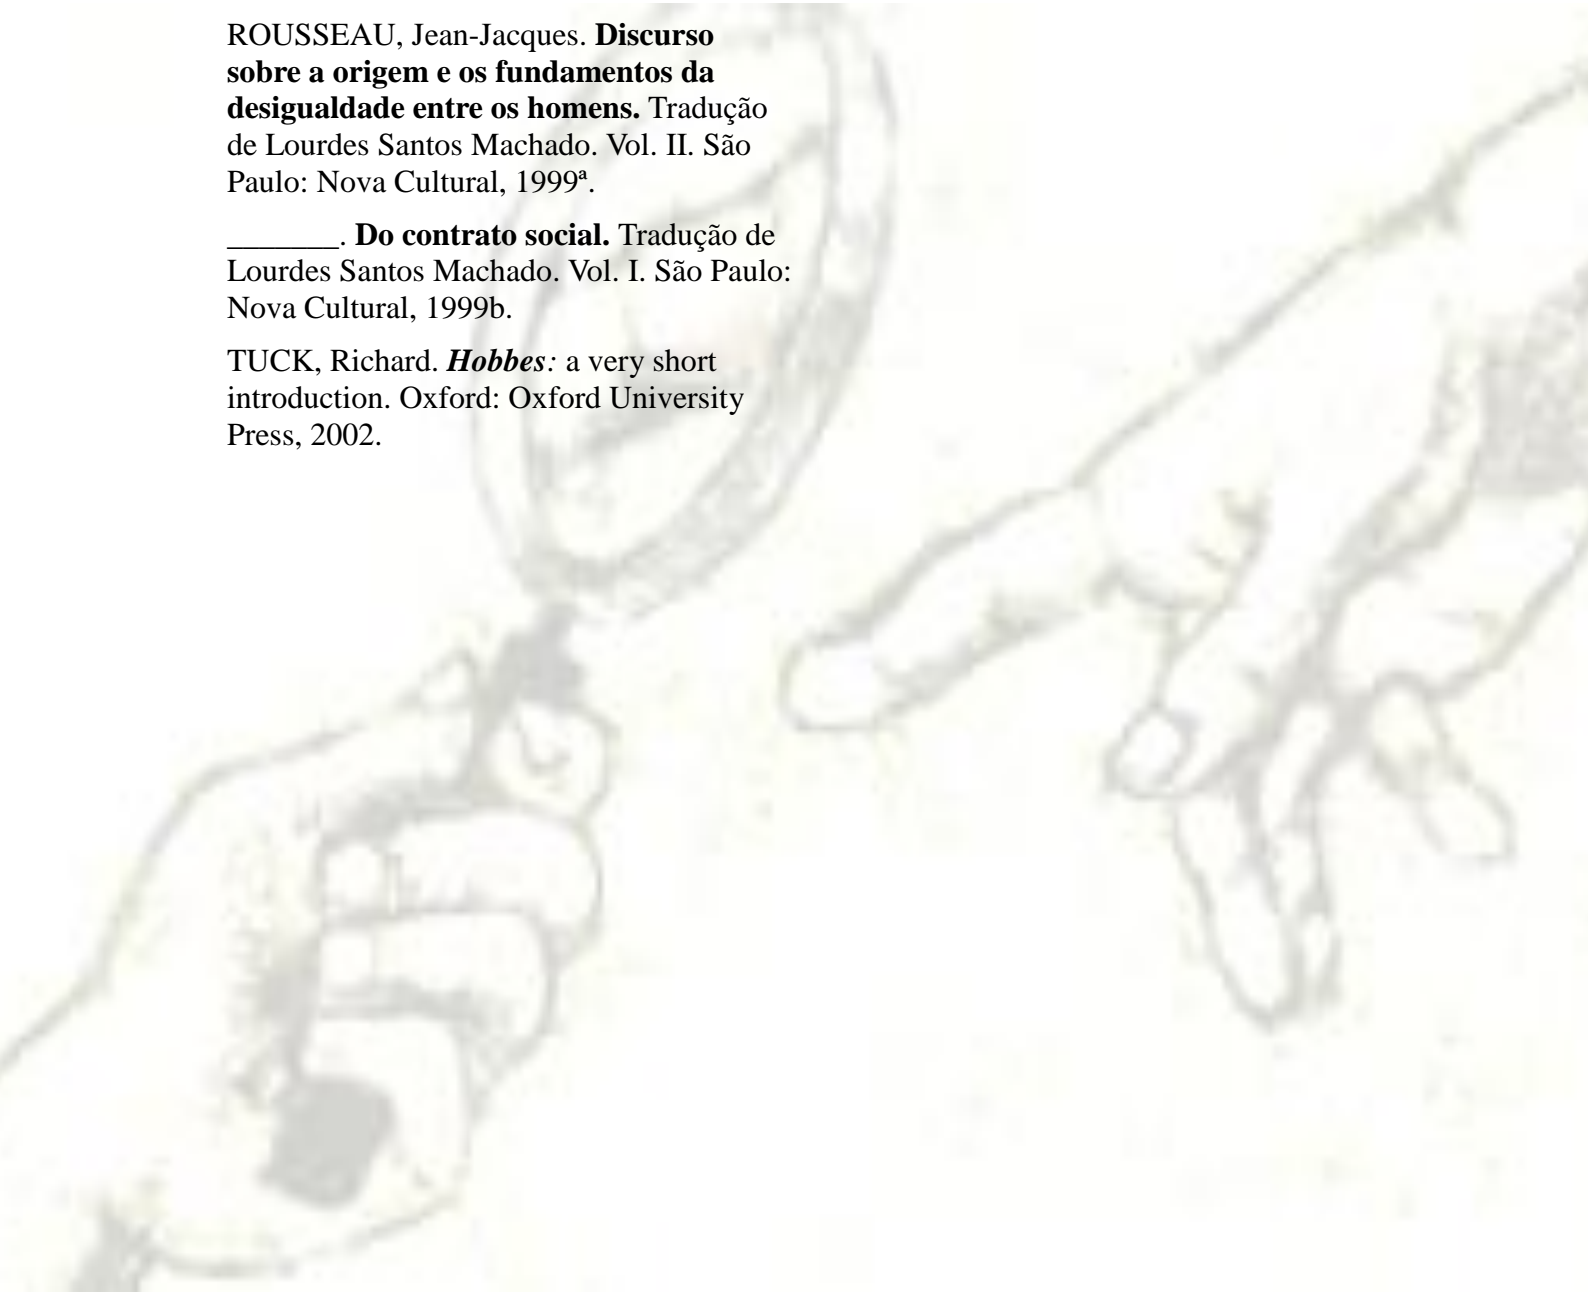 ROUSSEAU, Jean-Jacques. Discurso
sobre a origem e os fundamentos da
desigualdade entre os homens. Tradução
de Lourdes Santos Machado. Vol. II. São
Paulo: Nova Cultural, 1999ª.
_______. Do contrato social. Tradução de
Lourdes Santos Machado. Vol. I. São Paulo:
Nova Cultural, 1999b.
TUCK, Richard. Hobbes: a very short
introduction. Oxford: Oxford University
Press, 2002.